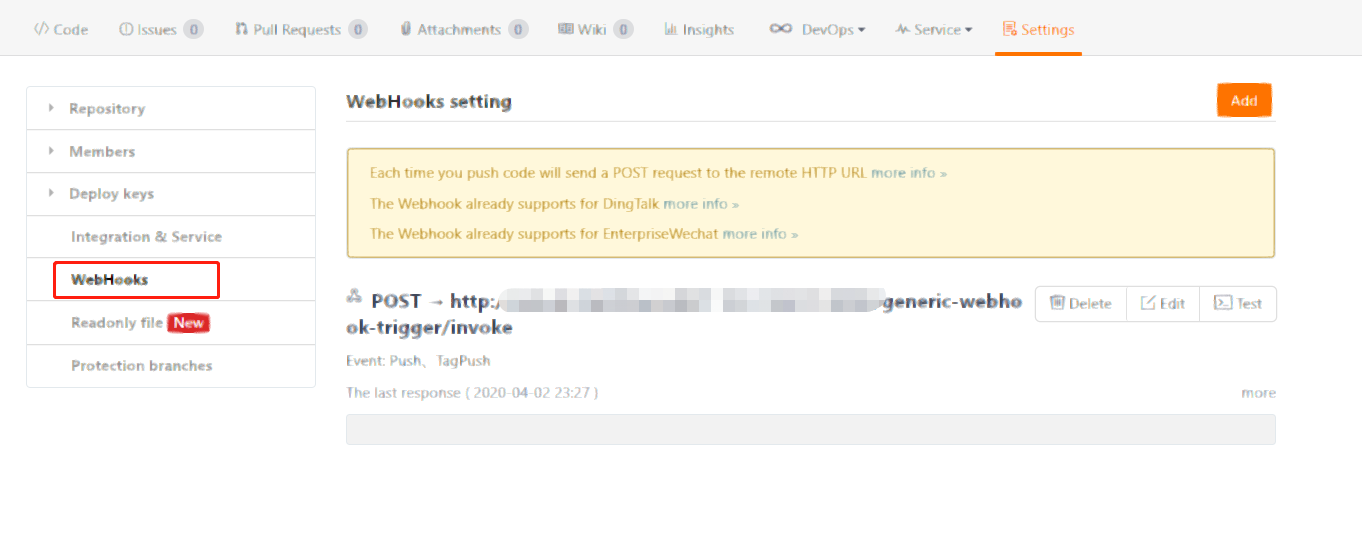 Code Issues 0 Pull Requests 0 Attachments 0 Wiki 0 Insights DevOps Service Settings
Repository
Members
Deploy keys
Integration & Service
WebHooks
Readonly file New
Protection branches
WebHooks setting Add
Each time you push code will send a POST request to the remote HTTP URL more info »
The Webhook already supports for DingTalk more info »
The Webhook already supports for EnterpriseWechat more info »
POST → http:/ generic-webho
ok-trigger/invoke
Delete Edit Test
Event: Push、TagPush
The last response ( 2020-04-02 23:27 ) more